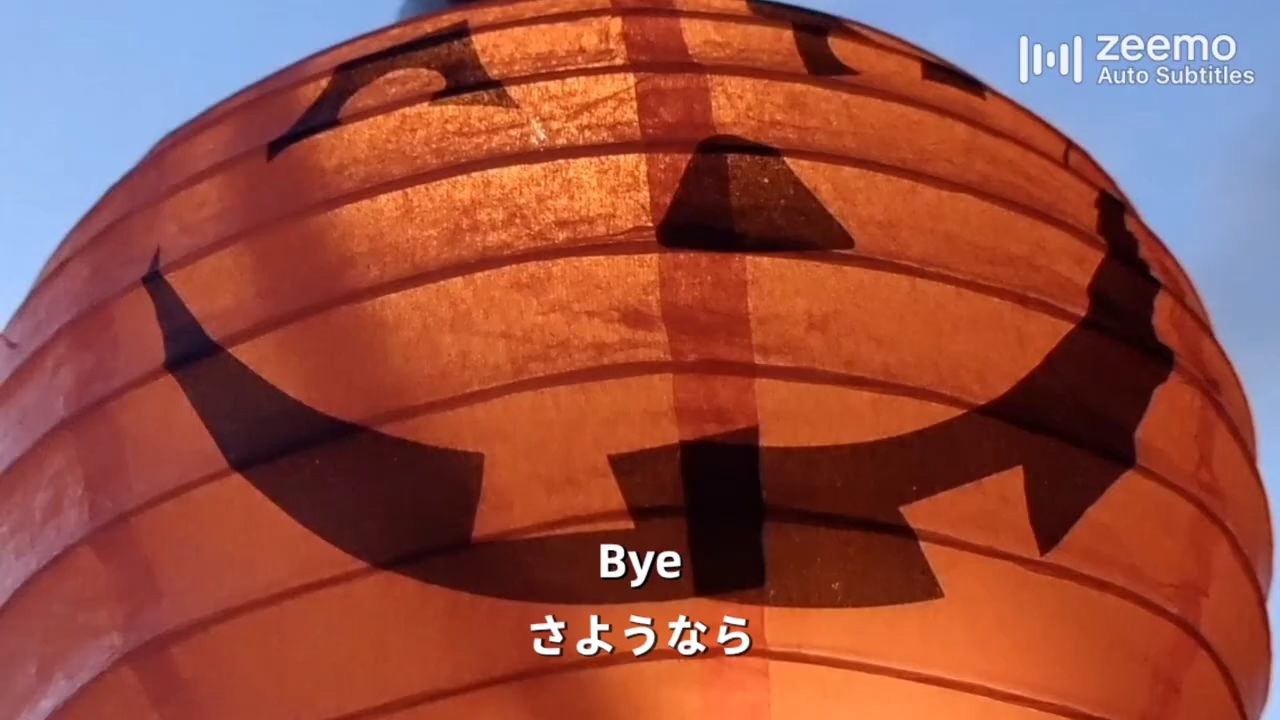 zeemo
Auto Subtitles
Bye
さようなら